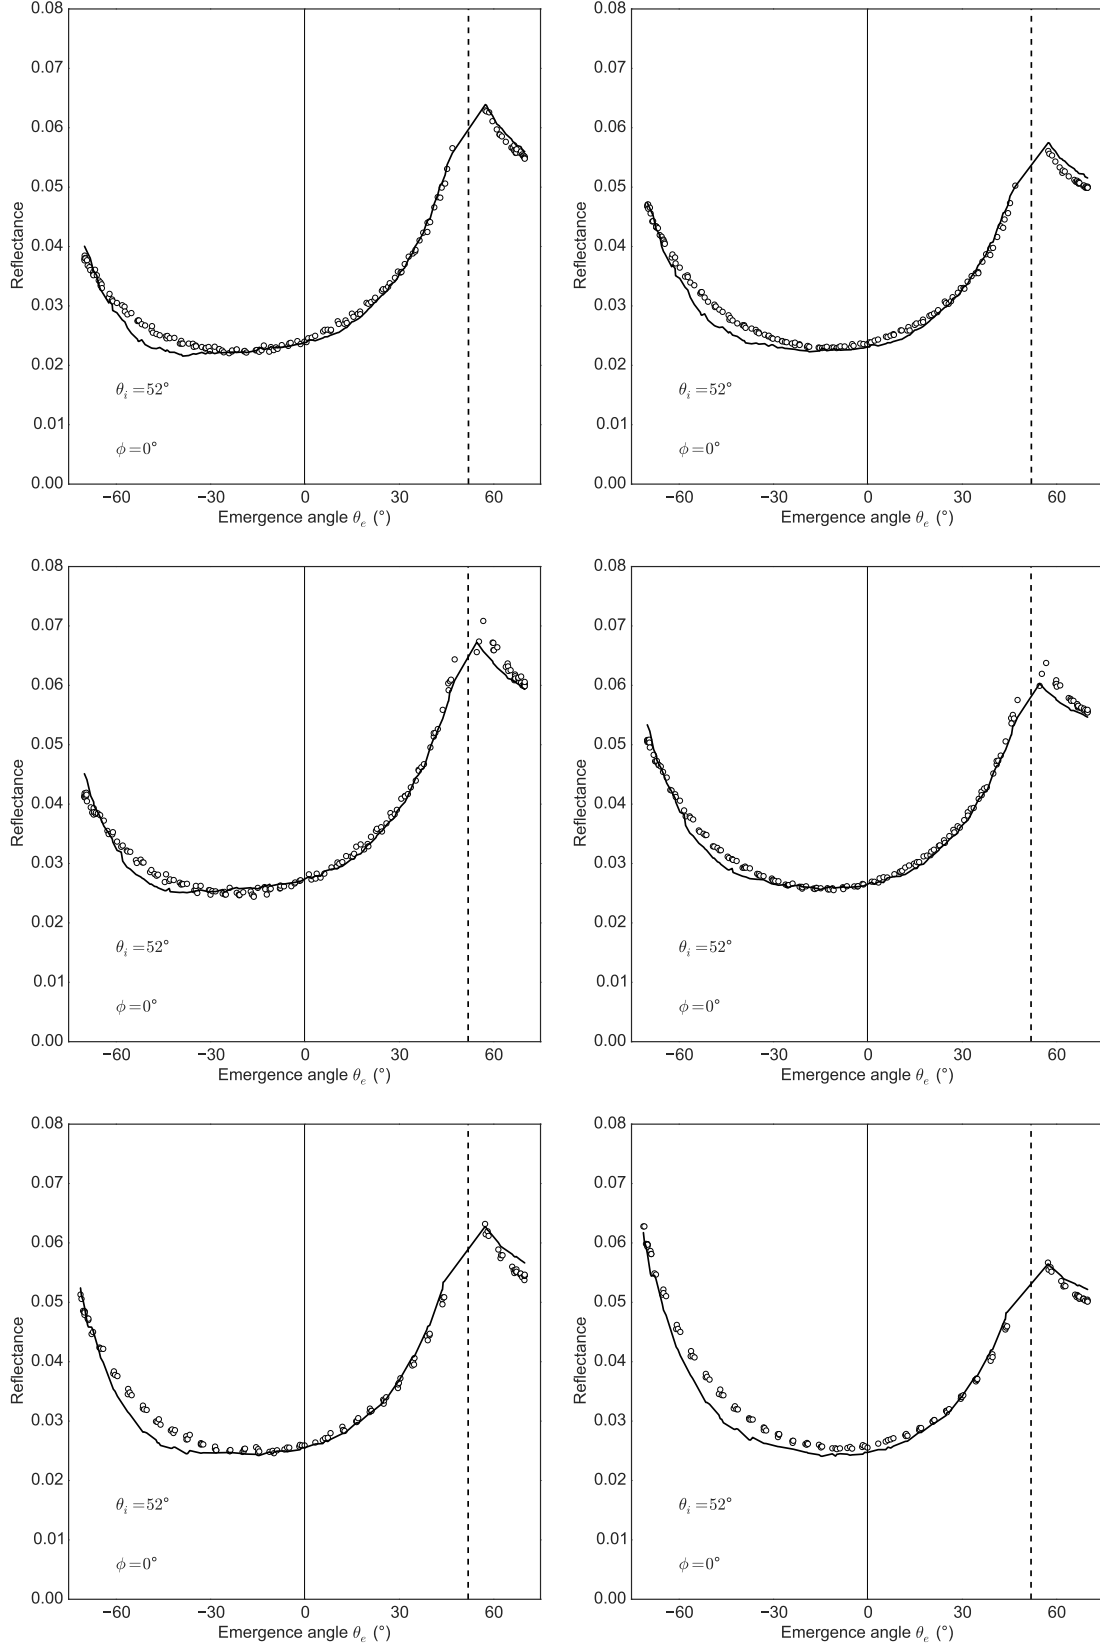 0.08 0.08
0.07 0.07
0.06 0.06
0.05 0.05
Reflectance Reflectance
0.04 0.04
0.03 0.03
0.02 0.02
θi =52° θi =52°
0.01 0.01
ϕ=0° ϕ=0°
0.00 0.00
−60 −30 0 30 60 −60 −30 0 30 60
Emergence angle θe (°) Emergence angle θe (°)
0.08 0.08
0.07 0.07
0.06 0.06
0.05 0.05
Reflectance Reflectance
0.04 0.04
0.03 0.03
0.02 0.02
θi =52° θi =52°
0.01 0.01
ϕ=0° ϕ=0°
0.00 0.00
−60 −30 0 30 60 −60 −30 0 30 60
Emergence angle θe (°) Emergence angle θe (°)
0.08 0.08
0.07 0.07
0.06 0.06
0.05 0.05
Reflectance Reflectance
0.04 0.04
0.03 0.03
0.02 0.02
θi =52° θi =52°
0.01 0.01
ϕ=0° ϕ=0°
0.00 0.00
−60 −30 0 30 60 −60 −30 0 30 60
Emergence angle θe (°) Emergence angle θe (°)